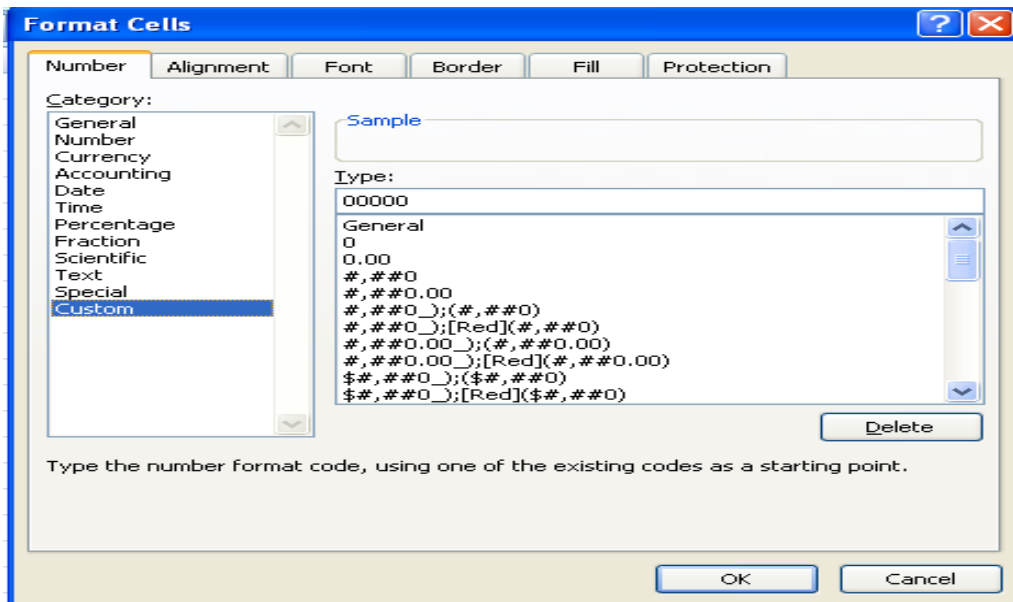 Format Cells
Number Alignment Font Border Fill Protection
Category:
General
Number
Currency
Accounting
Date
Time
Percentage
Fraction
Scientific
Text
Special
Custom
Sample
Type:
00000
General
0
0.00
#,##0
#,##0.00
#,##0_);(#,##0)
#,##0_);[Red](#,##0)
#,##0.00_);(#,##0.00)
#,##0.00_);[Red](#,##0.00)
$#,##0_);($#,##0)
$#,##0_);[Red]($#,##0)
Delete
Type the number format code, using one of the existing codes as a starting point.
OK Cancel